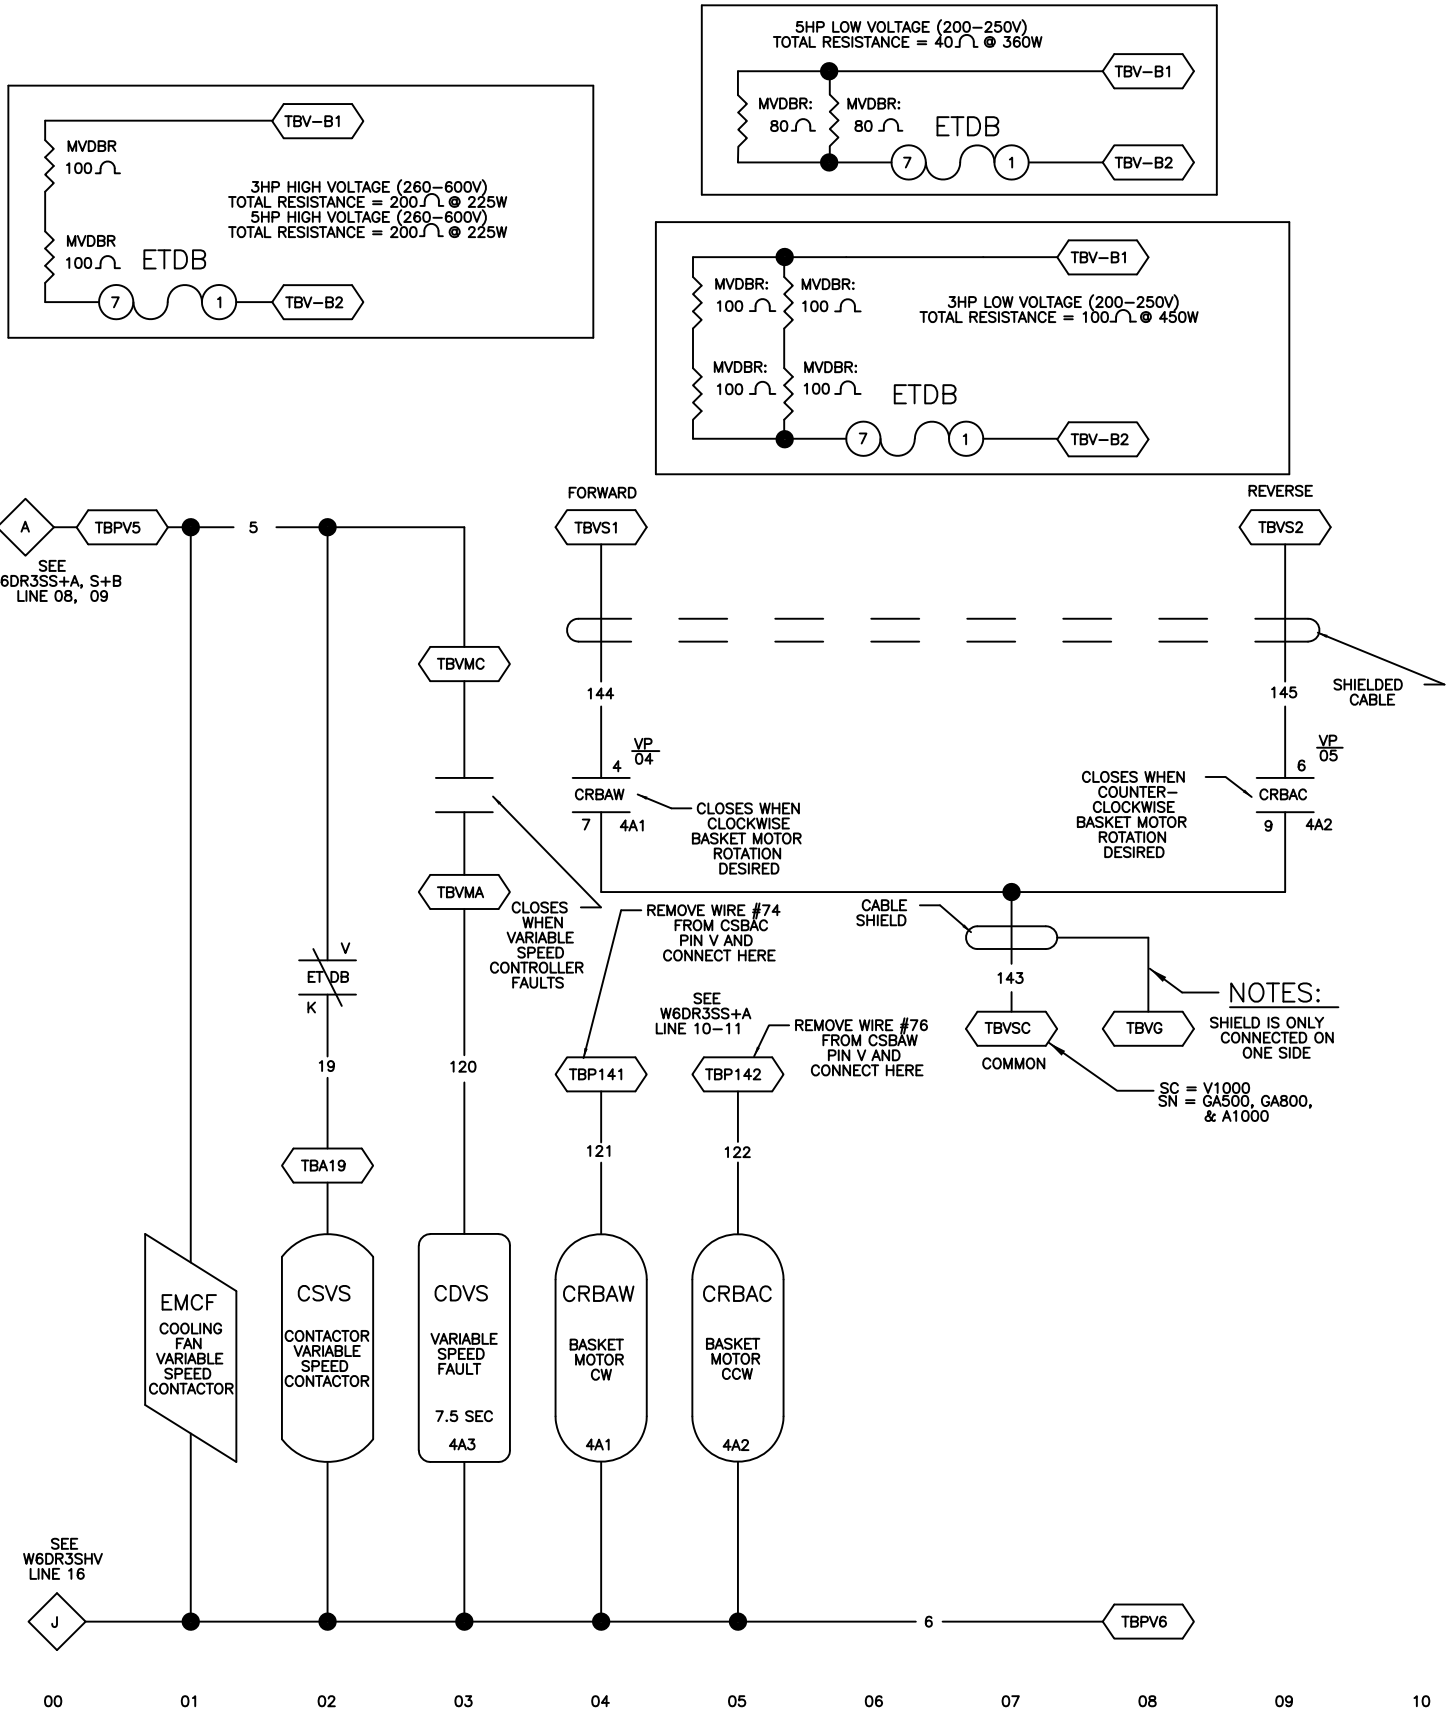 5HP LOW VOLTAGE (200-250V)
TOTAL RESISTANCE = 40 @ 360W
TBV-B1
MVDBR:
80
MVDBR:
80
ETDB
7
1
TBV-B2
TBV-B1
MVDBR
100
3HP HIGH VOLTAGE (260-600V)
TOTAL RESISTANCE = 200 @ 225W
5HP HIGH VOLTAGE (260-600V)
TOTAL RESISTANCE = 200 @ 225W
MVDBR
100
ETDB
7
1
TBV-B2
TBV-B1
MVDBR:
100
MVDBR:
100
3HP LOW VOLTAGE (200-250V)
TOTAL RESISTANCE = 100 @ 450W
MVDBR:
100
MVDBR:
100
ETDB
7
1
TBV-B2
A
TBPV5
5
SEE
6DR3SS+A, S+B
LINE 08, 09
FORWARD
TBVS1
REVERSE
TBVS2
TBVMC
144
145
SHIELDED
CABLE
4
VP
04
CRBAW
7
4A1
CLOSES WHEN
CLOCKWISE
BASKET MOTOR
ROTATION
DESIRED
CLOSES WHEN
COUNTER-
CLOCKWISE
BASKET MOTOR
ROTATION
DESIRED
6
VP
05
CRBAC
9
4A2
TBVMA
CLOSES
WHEN
VARIABLE
SPEED
CONTROLLER
FAULTS
REMOVE WIRE #74
FROM CSBAC
PIN V AND
CONNECT HERE
CABLE
SHIELD
V
ETDB
K
143
NOTES:
SHIELD IS ONLY
CONNECTED ON
ONE SIDE
SEE
W6DR3SS+A
LINE 10-11
REMOVE WIRE #76
FROM CSBAW
PIN V AND
CONNECT HERE
TBVSC
COMMON
TBVG
SC = V1000
SN = GA500, GA800,
& A1000
19
120
TBP141
TBP142
121
122
TBA19
EMCF
COOLING
FAN
VARIABLE
SPEED
CONTACTOR
CSVS
CONTACTOR
VARIABLE
SPEED
CONTACTOR
CDVS
VARIABLE
SPEED
FAULT
7.5 SEC
4A3
CRBAW
BASKET
MOTOR
CW
4A1
CRBAC
BASKET
MOTOR
CCW
4A2
SEE
W6DR3SHV
LINE 16
J
6
TBPV6
00 01 02 03 04 05 06 07 08 09 10